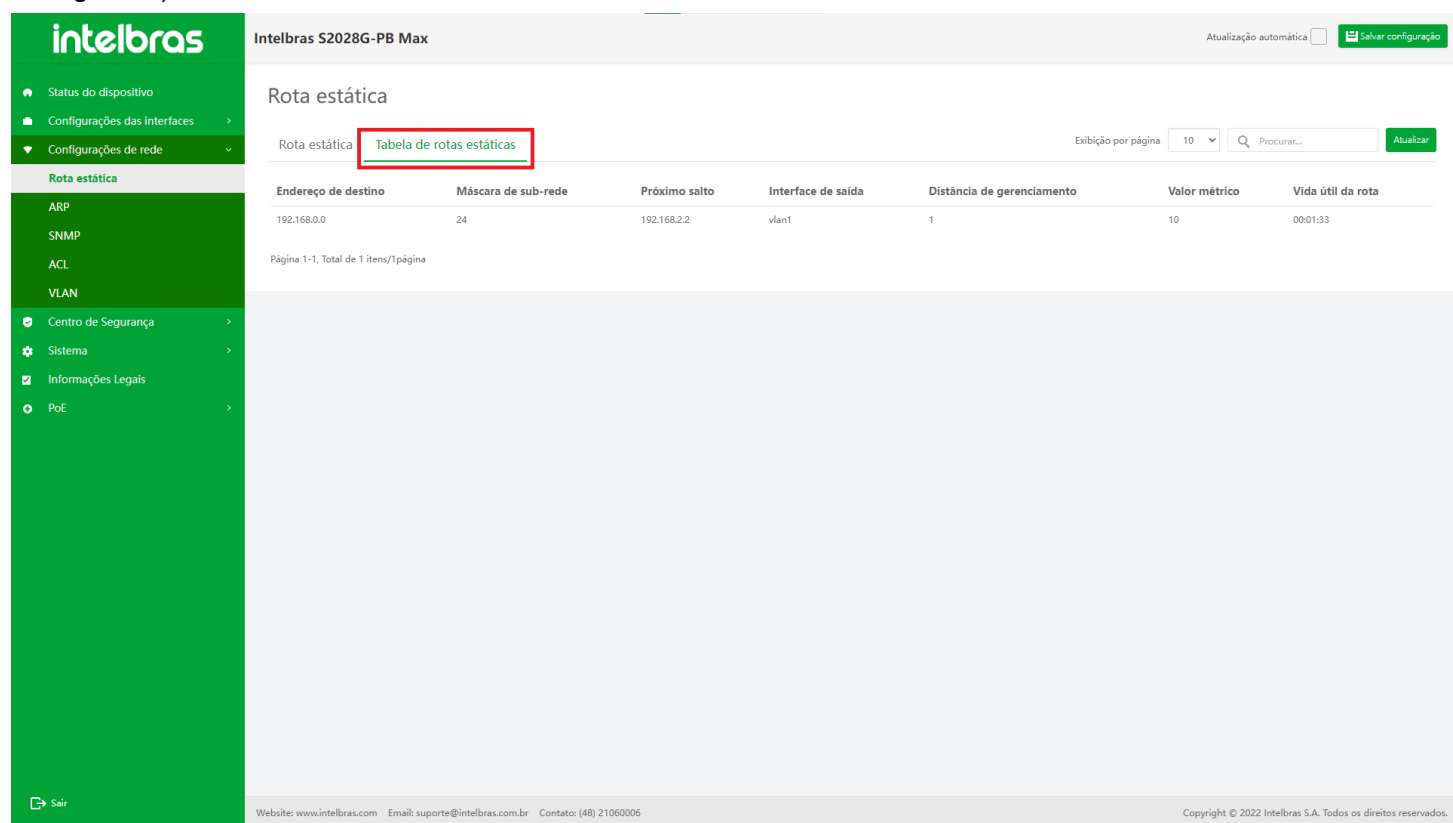 intelbras
Intelbras S2028G-PB Max
Atualização automática
Salvar configuração
Status do dispositivo
Configurações das interfaces
Configurações de rede
Rota estática
ARP
SNMP
ACL
VLAN
Centro de Segurança
Sistema
Informações Legais
PoE
Sair
Rota estática
Rota estática Tabela de rotas estáticas
Exibição por página 10 Procurar... Atualizar
Endereço de destino Máscara de sub-rede Próximo salto Interface de saída Distância de gerenciamento Valor métrico Vida útil da rota
192.168.0.0 24 192.168.2.2 vlan1 1 10 00:01:33
Página 1-1, Total de 1 itens/1página
Website: www.intelbras.com Email: suporte@intelbras.com.br Contato: (48) 21060006
Copyright © 2022 Intelbras S.A. Todos os direitos reservados.